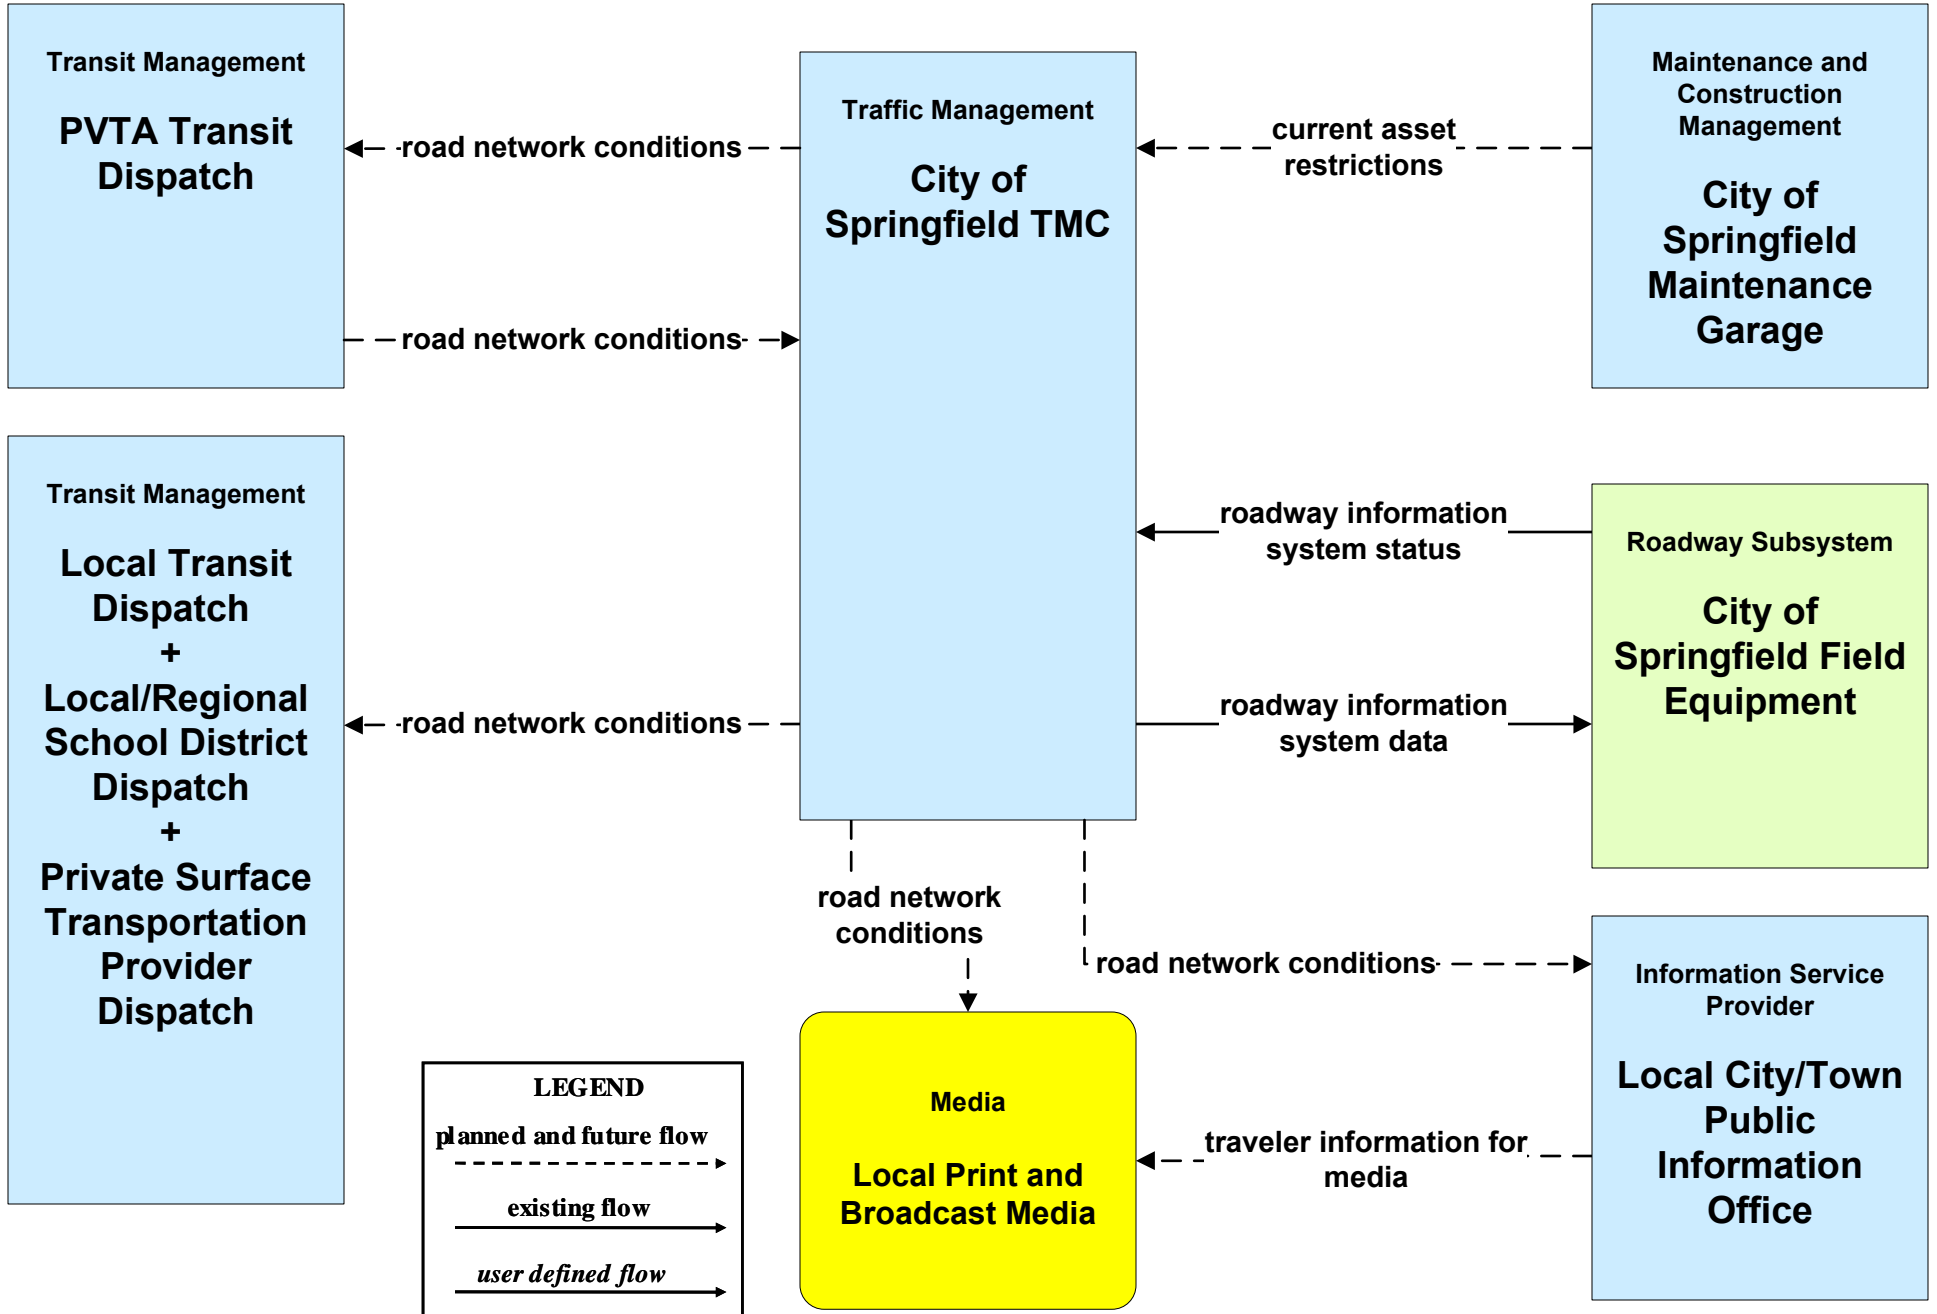 Transit Management
PVTA Transit
Dispatch
road network conditions
road network conditions
Traffic Management
City of
Springfield TMC
current asset
restrictions
Maintenance and
Construction
Management
City of
Springfield
Maintenance
Garage
Transit Management
Local Transit
Dispatch
+
Local/Regional
School District
Dispatch
+
Private Surface
Transportation
Provider
Dispatch
road network conditions
roadway information
system status
roadway information
system data
Roadway Subsystem
City of
Springfield Field
Equipment
road network
conditions
road network conditions
Information Service
Provider
Local City/Town
Public
Information
Office
traveler information for
media
Media
Local Print and
Broadcast Media
LEGEND
planned and future flow
existing flow
user defined flow